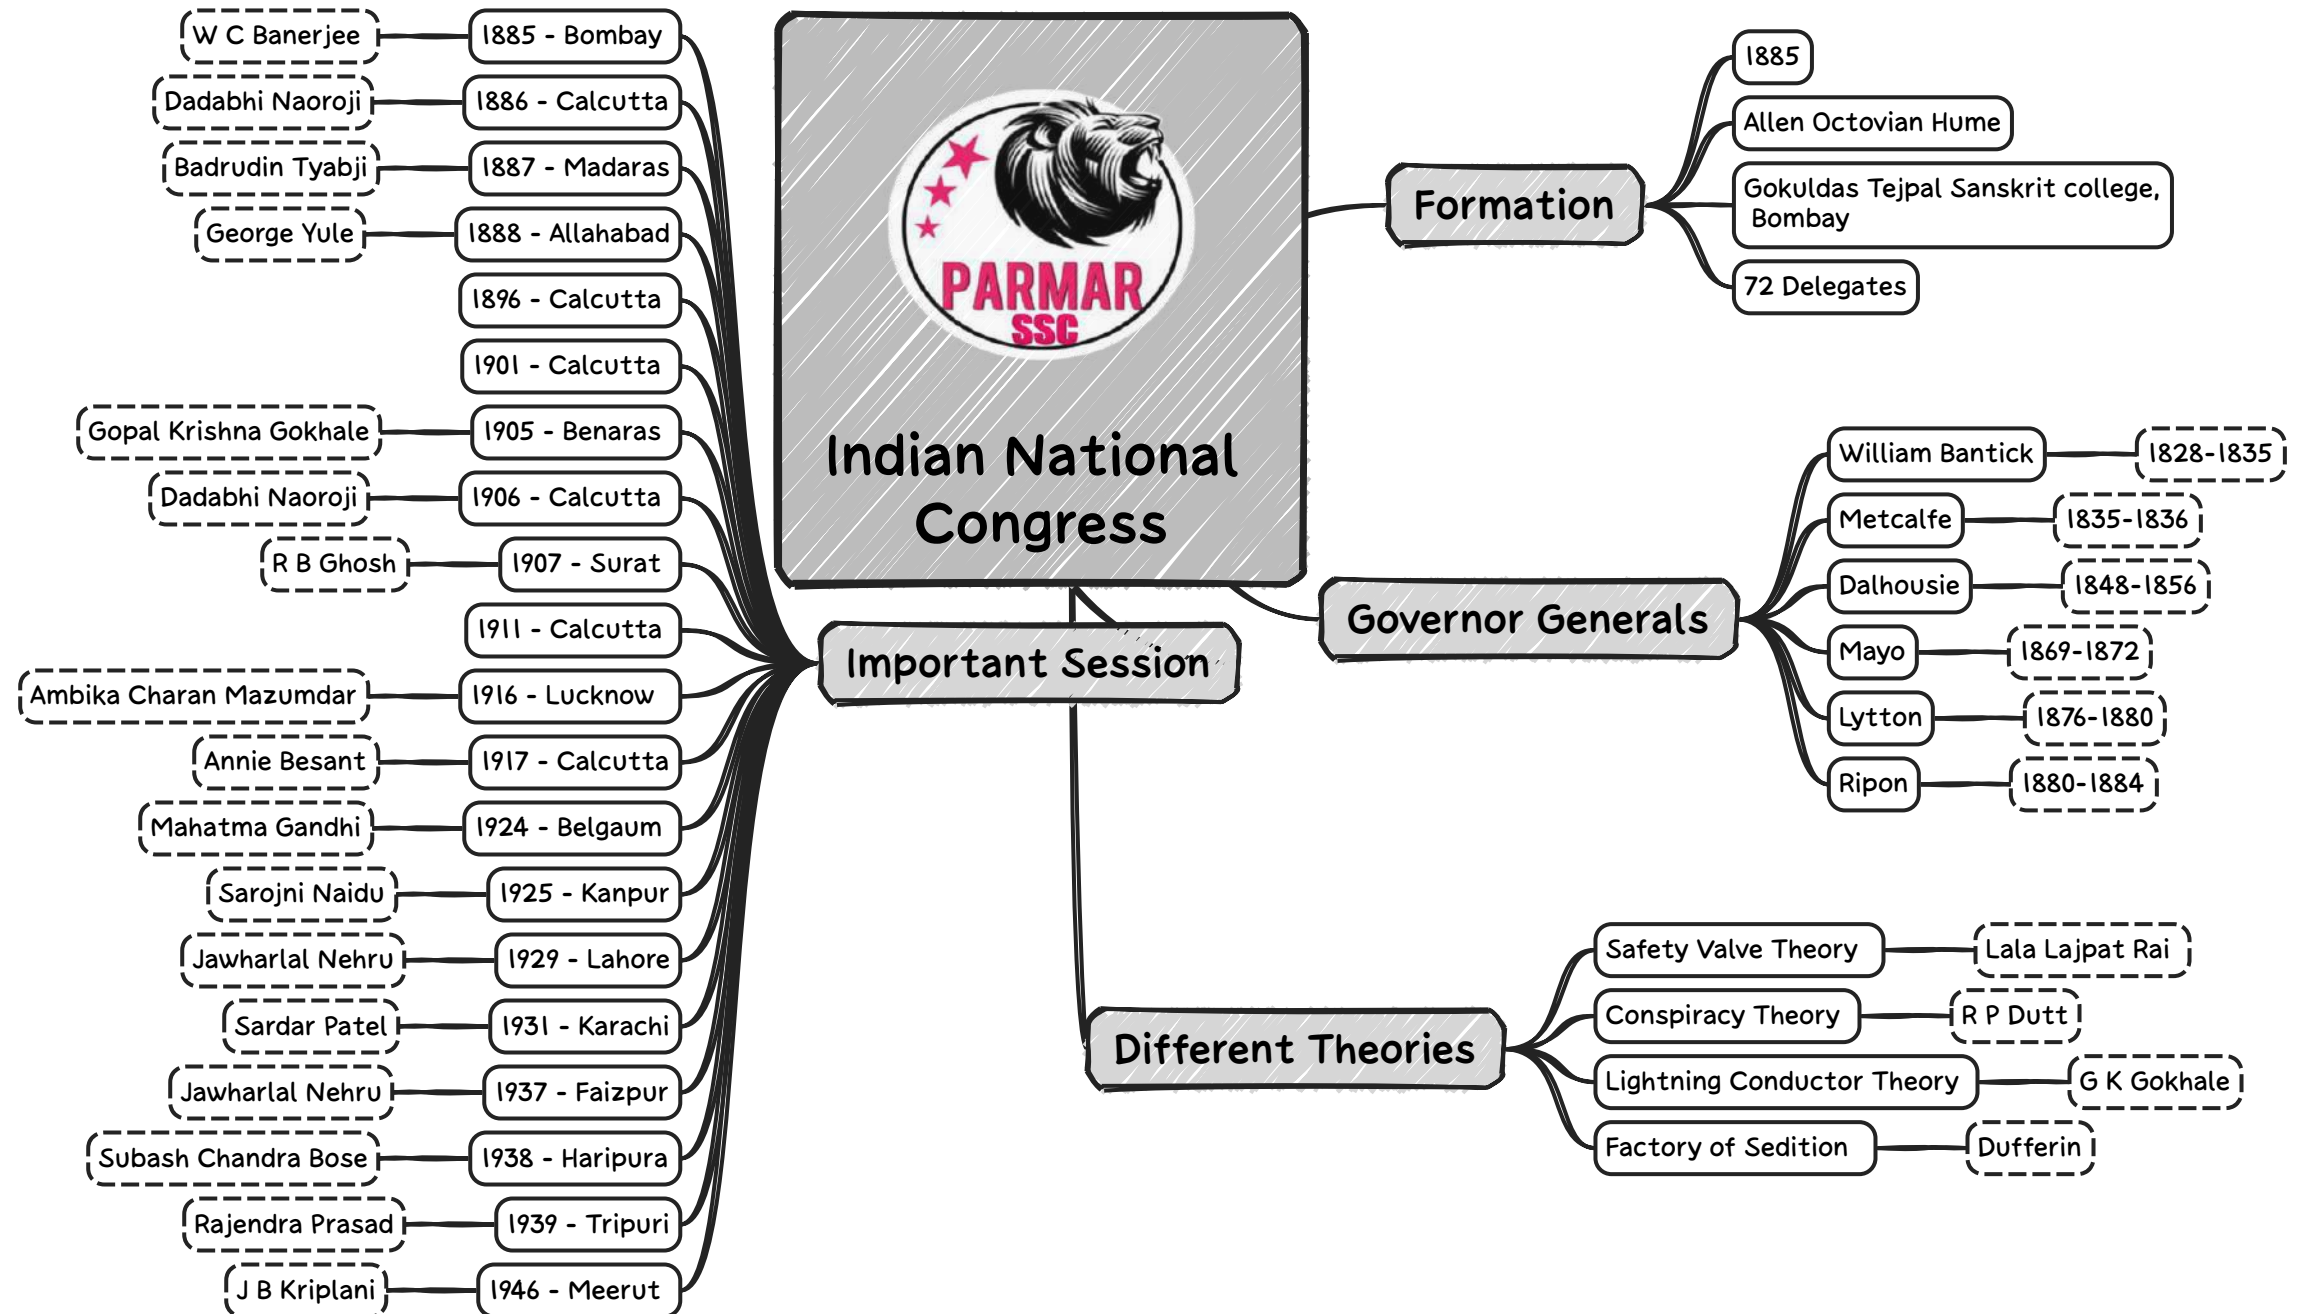 W C Banerjee
1885 - Bombay
Dadabhi Naoroji
1886 - Calcutta
Badrudin Tyabji
1887 - Madaras
George Yule
1888 - Allahabad
1896 - Calcutta
1901 - Calcutta
Gopal Krishna Gokhale
1905 - Benaras
Dadabhi Naoroji
1906 - Calcutta
R B Ghosh
1907 - Surat
1911 - Calcutta
Ambika Charan Mazumdar
1916 - Lucknow
Annie Besant
1917 - Calcutta
Mahatma Gandhi
1924 - Belgaum
Sarojni Naidu
1925 - Kanpur
Jawharlal Nehru
1929 - Lahore
Sardar Patel
1931 - Karachi
Jawharlal Nehru
1937 - Faizpur
Subash Chandra Bose
1938 - Haripura
Rajendra Prasad
1939 - Tripuri
J B Kriplani
1946 - Meerut
PARMAR
SSC
Indian National
Congress
Important Session
Formation
1885
Allen Octovian Hume
Gokuldas Tejpal Sanskrit college,
Bombay
72 Delegates
Governor Generals
William Bantick
1828-1835
Metcalfe
1835-1836
Dalhousie
1848-1856
Mayo
1869-1872
Lytton
1876-1880
Ripon
1880-1884
Different Theories
Safety Valve Theory
Lala Lajpat Rai
Conspiracy Theory
R P Dutt
Lightning Conductor Theory
G K Gokhale
Factory of Sedition
Dufferin